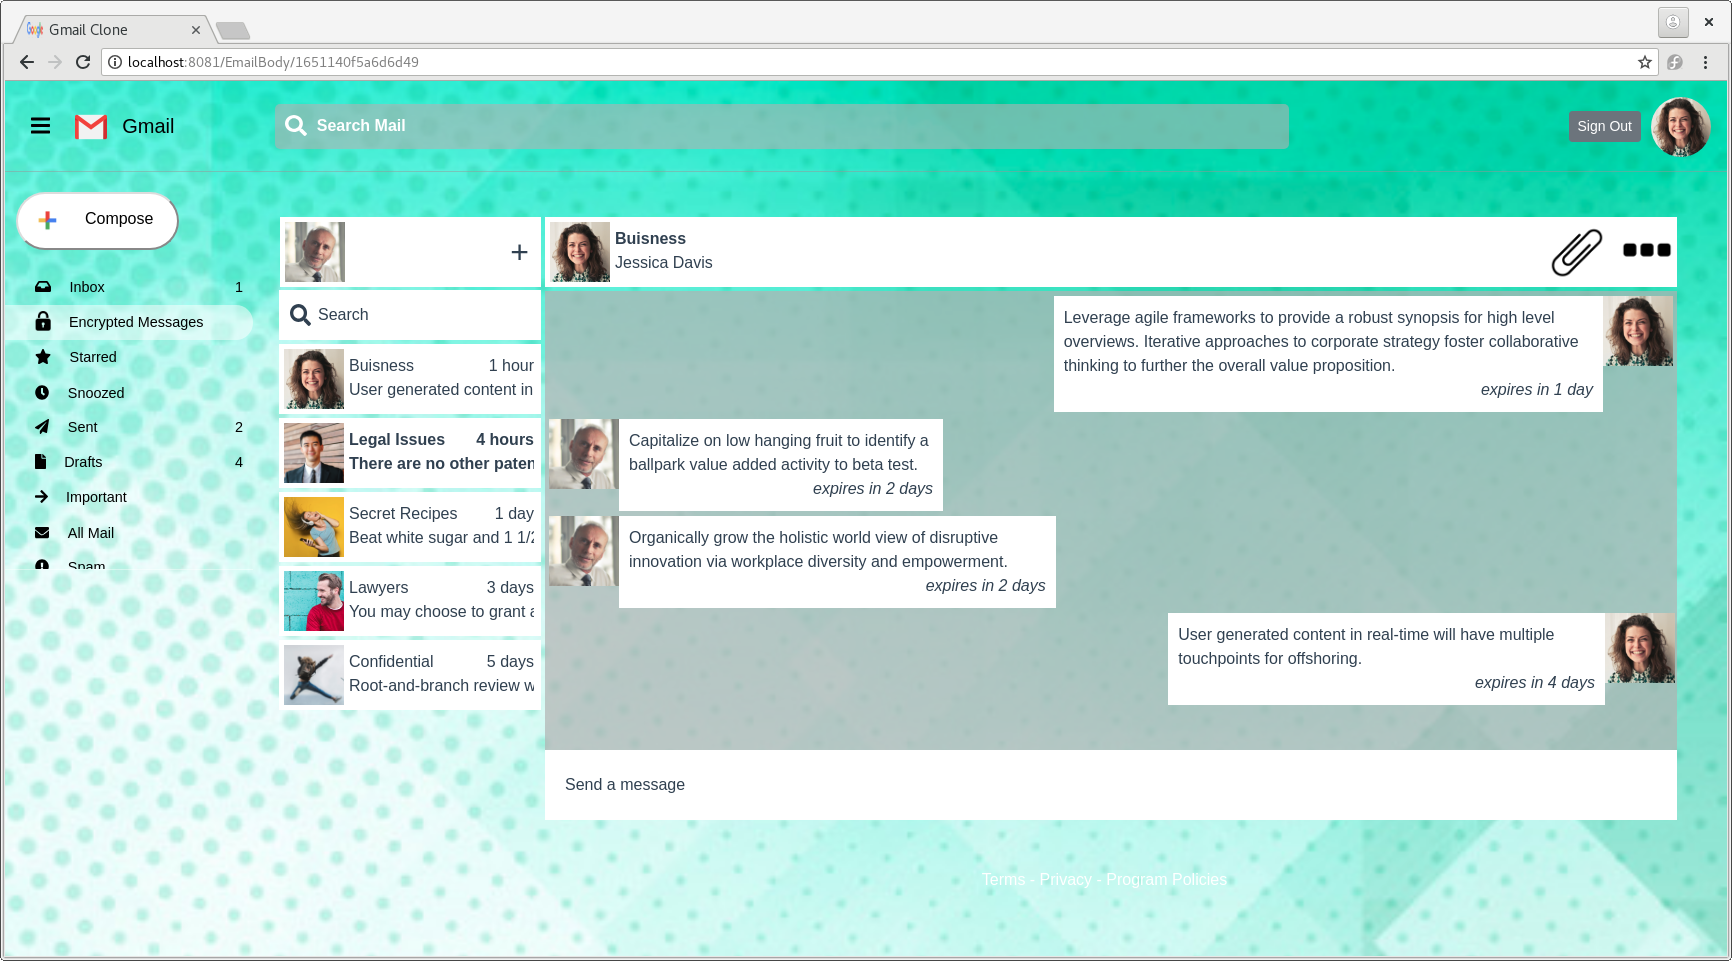 Gmail Clone
localhost:8081/EmailBody/1651140f5a6d6d49
Gmail
Search Mail
Sign Out
Compose
Inbox 1
Encrypted Messages
Starred
Snoozed
Sent 2
Drafts 4
Important
All Mail
Spam
+
Search
Buisness 1 hour
User generated content in
Legal Issues 4 hours
There are no other paten
Secret Recipes 1 day
Beat white sugar and 1 1/2
Lawyers 3 days
You may choose to grant a
Confidential 5 days
Root-and-branch review w
Buisness
Jessica Davis
Leverage agile frameworks to provide a robust synopsis for high level
overviews. Iterative approaches to corporate strategy foster collaborative
thinking to further the overall value proposition.
expires in 1 day
Capitalize on low hanging fruit to identify a
ballpark value added activity to beta test.
expires in 2 days
Organically grow the holistic world view of disruptive
innovation via workplace diversity and empowerment.
expires in 2 days
User generated content in real-time will have multiple
touchpoints for offshoring.
expires in 4 days
Send a message
Terms - Privacy - Program Policies